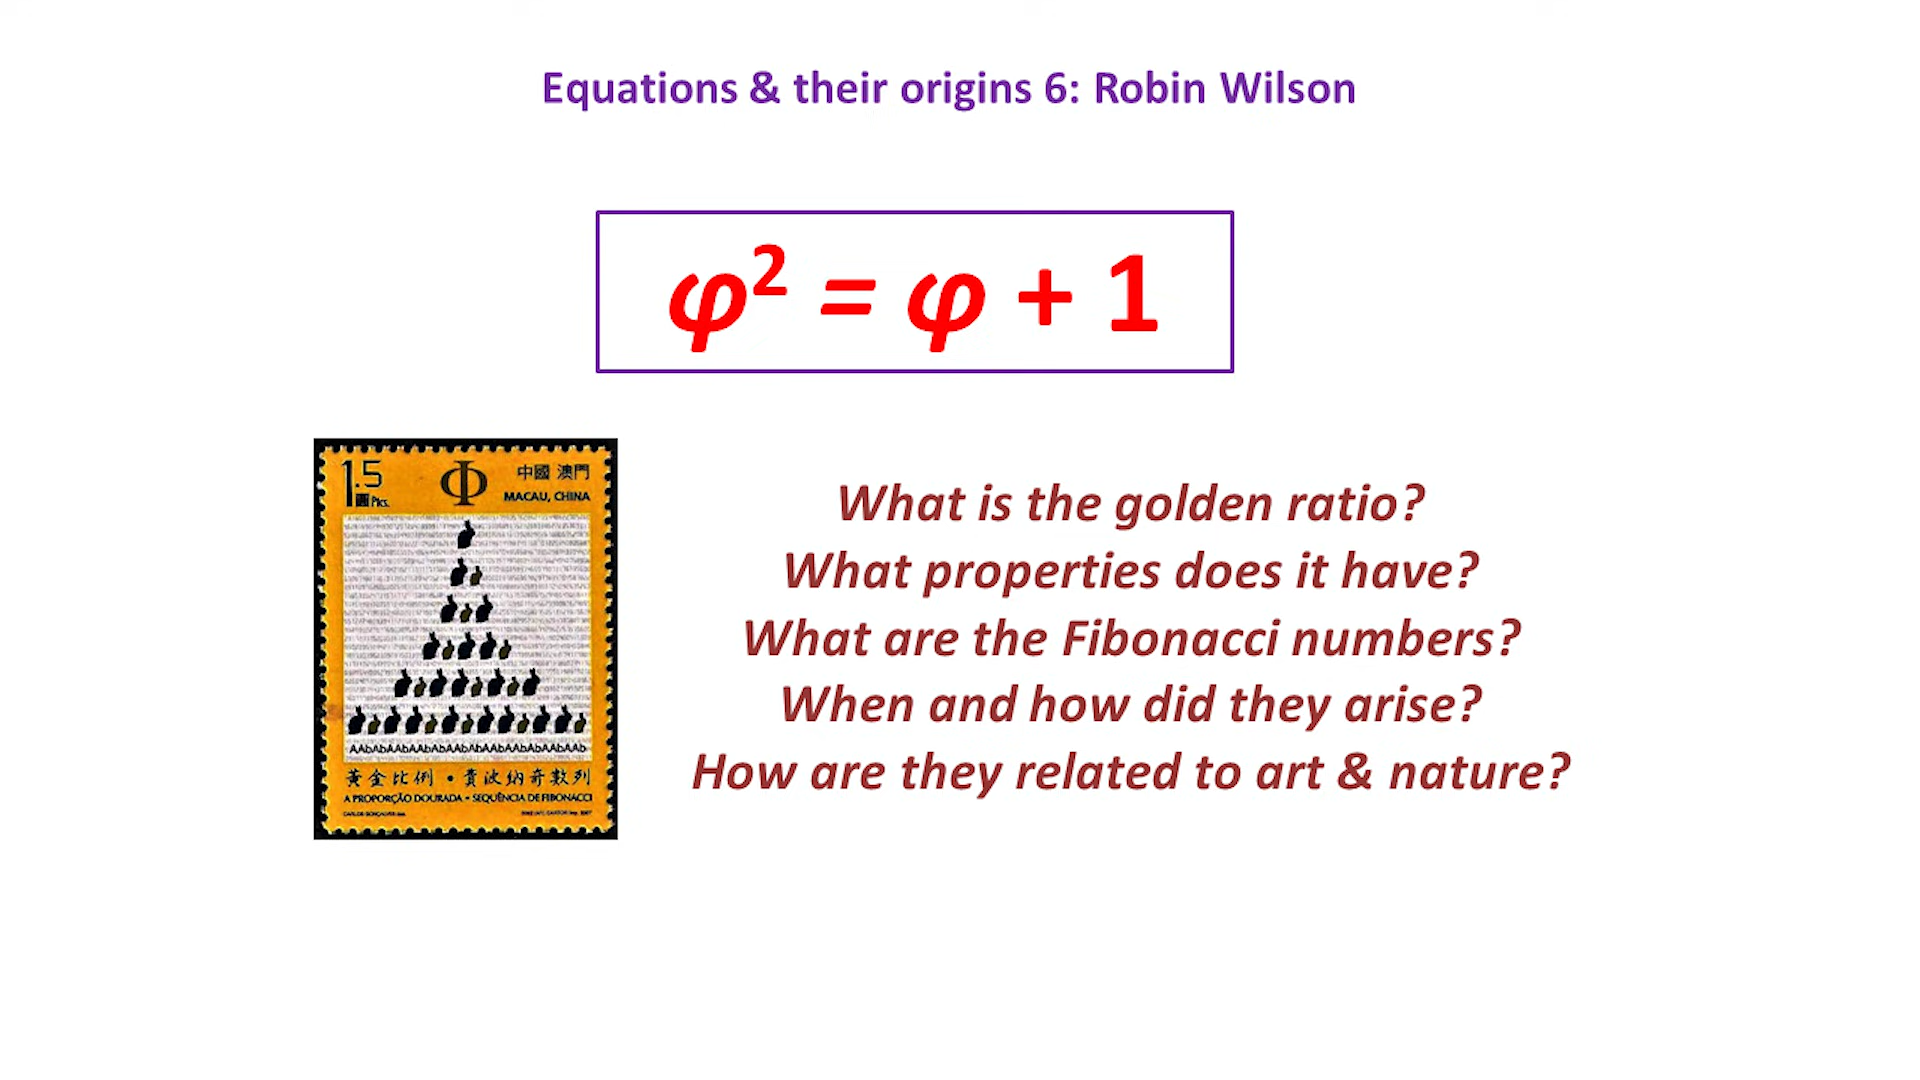 Equations & their origins 6: Robin Wilson
φ² = φ + 1
1.5
圓 Ptcs.
Φ
中國 澳門
MACAU, CHINA
AAbAbAAbAAbAbAAbAbAAbAAbAbAAbAAb
黃金比例 • 費波納奇數列
A PROPORÇÃO DOURADA • SEQUÊNCIA DE FIBONACCI
What is the golden ratio?
What properties does it have?
What are the Fibonacci numbers?
When and how did they arise?
How are they related to art & nature?